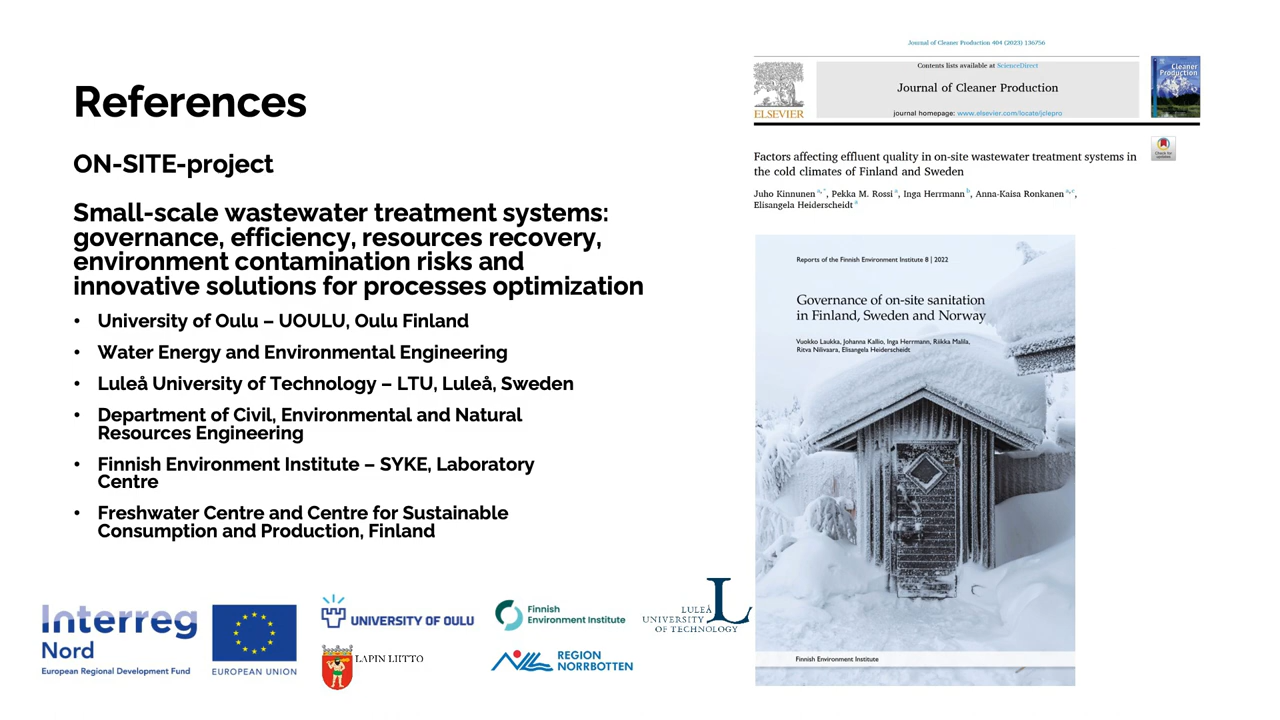 References
ON-SITE-project
Small-scale wastewater treatment systems:
governance, efficiency, resources recovery,
environment contamination risks and
innovative solutions for processes optimization
• University of Oulu – UOULU, Oulu Finland
• Water Energy and Environmental Engineering
• Luleå University of Technology – LTU, Luleå, Sweden
• Department of Civil, Environmental and Natural
Resources Engineering
• Finnish Environment Institute – SYKE, Laboratory
Centre
• Freshwater Centre and Centre for Sustainable
Consumption and Production, Finland
Interreg
Nord
European Regional Development Fund
EUROPEAN UNION
UNIVERSITY OF OULU
LAPIN LIITTO
Finnish
Environment Institute
REGION
NORRBOTTEN
L
LULEÅ
UNIVERSITY
OF TECHNOLOGY
Journal of Cleaner Production 404 (2023) 136756
ELSEVIER
Contents lists available at ScienceDirect
Journal of Cleaner Production
journal homepage: www.elsevier.com/locate/jclepro
Cleaner
Production
Check for
updates
Factors affecting effluent quality in on-site wastewater treatment systems in
the cold climates of Finland and Sweden
Juho Kinnunen a,*, Pekka M. Rossi a, Inga Herrmann b, Anna-Kaisa Ronkanen a,c,
Elisangela Heiderscheidt a
Reports of the Finnish Environment Institute 8 | 2022
Governance of on-site sanitation
in Finland, Sweden and Norway
Vuokko Laukka, Johanna Kallio, Inga Herrmann, Riikka Malila,
Ritva Nilivaara, Elisangela Heiderscheidt
Finnish Environment Institute